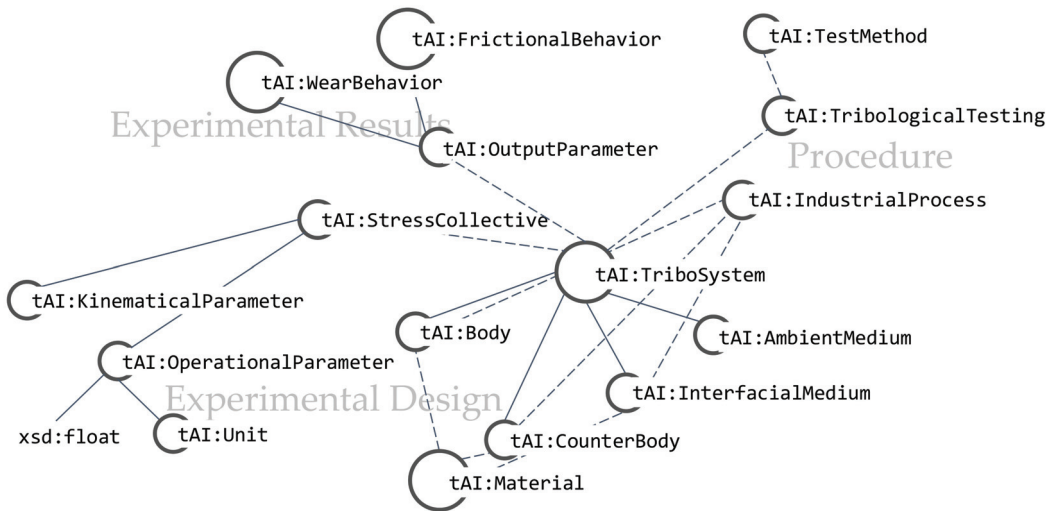 tAI:FrictionalBehavior
tAI:TestMethod
tAI:WearBehavior
Experimental Results
tAI:TribologicalTesting
tAI:OutputParameter
Procedure
tAI:IndustrialProcess
tAI:StressCollective
tAI:TriboSystem
tAI:KinematicalParameter
tAI:Body
tAI:AmbientMedium
tAI:OperationalParameter
tAI:InterfacialMedium
Experimental Design
xsd:float
tAI:Unit
tAI:CounterBody
tAI:Material